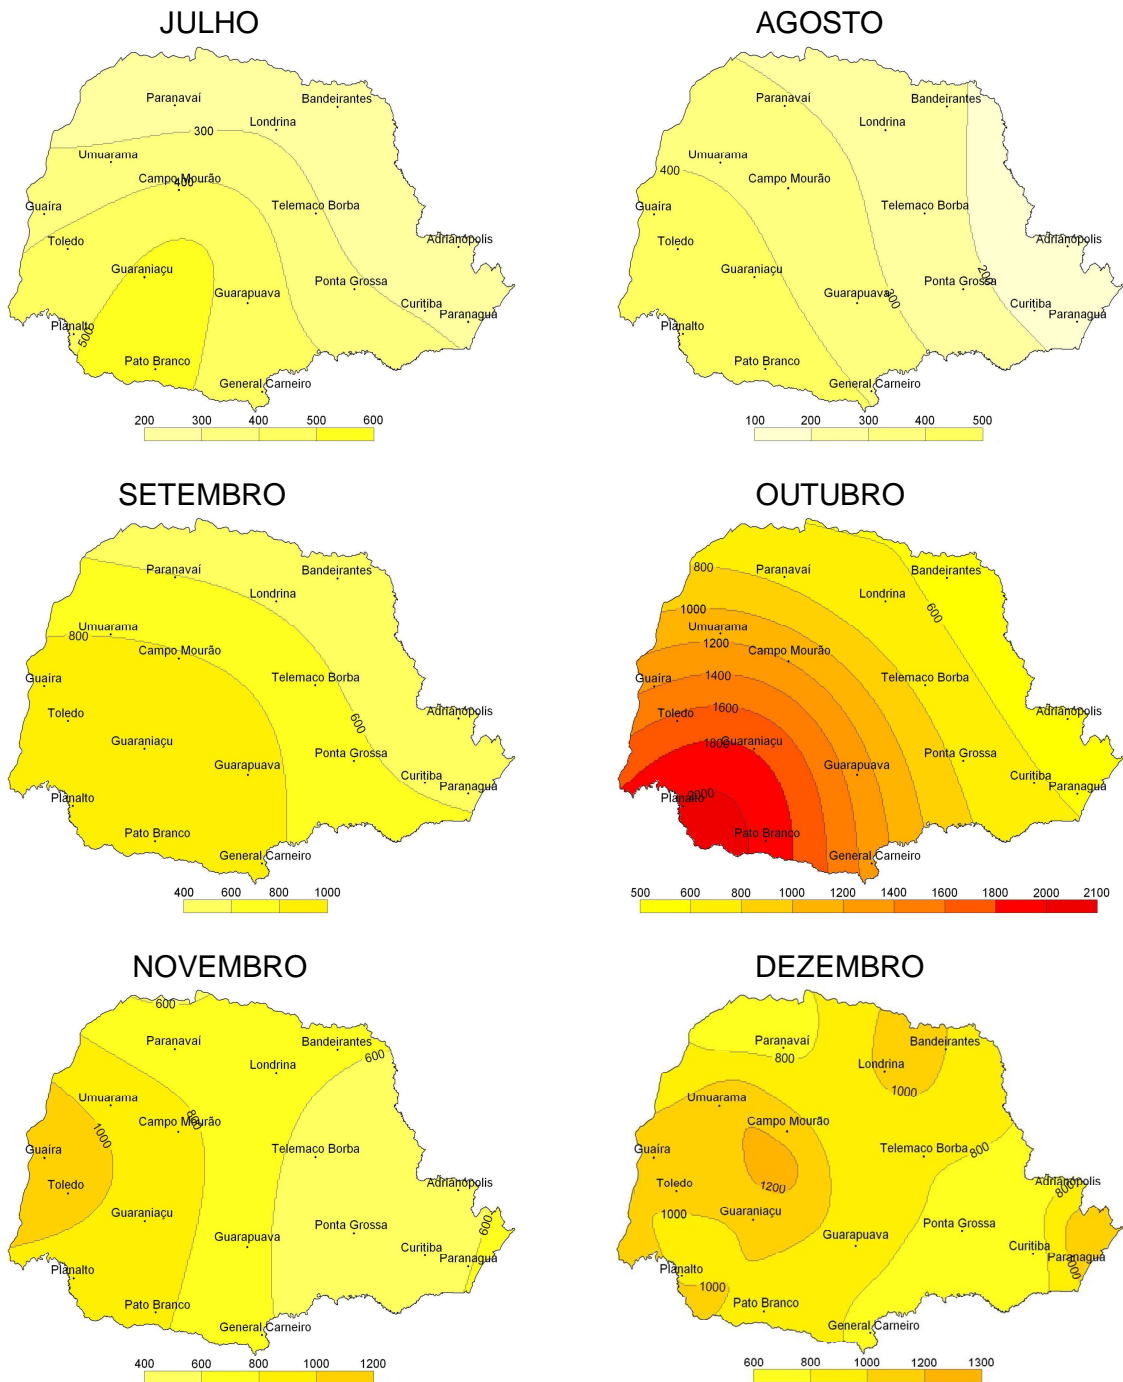 JULHO
Paranavaí
Bandeirantes
Londrina
300
Umuarama
Campo Mourão
400
Guaíra
Telemaco Borba
Toledo
Adrianópolis
Guaraniaçu
Ponta Grossa
Guarapuava
Curitiba
Paranaguá
Planalto
500
Pato Branco
General Carneiro
200 300 400 500 600
AGOSTO
Paranavaí
Bandeirantes
Londrina
Umuarama
400
Campo Mourão
Guaíra
Telemaco Borba
Toledo
Adrianópolis
Guaraniaçu
200
Ponta Grossa
Guarapuava
300
Curitiba
Paranaguá
Planalto
Pato Branco
General Carneiro
100 200 300 400 500
SETEMBRO
Paranavaí
Bandeirantes
Londrina
Umuarama
800
Campo Mourão
Guaíra
Telemaco Borba
Toledo
600
Adrianópolis
Guaraniaçu
Ponta Grossa
Guarapuava
Curitiba
Paranaguá
Planalto
Pato Branco
General Carneiro
400 600 800 1000
OUTUBRO
800
Paranavaí
Bandeirantes
Londrina
1000
600
Umuarama
1200
Campo Mourão
1400
Guaíra
Telemaco Borba
1600
Toledo
Adrianópolis
1800
Guaraniaçu
Ponta Grossa
Guarapuava
Curitiba
Paranaguá
2000
Planalto
Pato Branco
General Carneiro
500 600 800 1000 1200 1400 1600 1800 2000 2100
NOVEMBRO
600
Paranavaí
Bandeirantes
600
Londrina
Umuarama
800
Campo Mourão
1000
Guaíra
Telemaco Borba
Toledo
Adrianópolis
Guaraniaçu
600
Ponta Grossa
Guarapuava
Curitiba
Paranaguá
Planalto
Pato Branco
General Carneiro
400 600 800 1000 1200
DEZEMBRO
Paranavaí
800
Bandeirantes
Londrina
1000
Umuarama
Campo Mourão
Guaíra
Telemaco Borba
800
Toledo
1200
Adrianópolis
800
1000
Guaraniaçu
Ponta Grossa
Guarapuava
Curitiba
Paranaguá
1000
Planalto
1000
Pato Branco
General Carneiro
600 800 1000 1200 1300